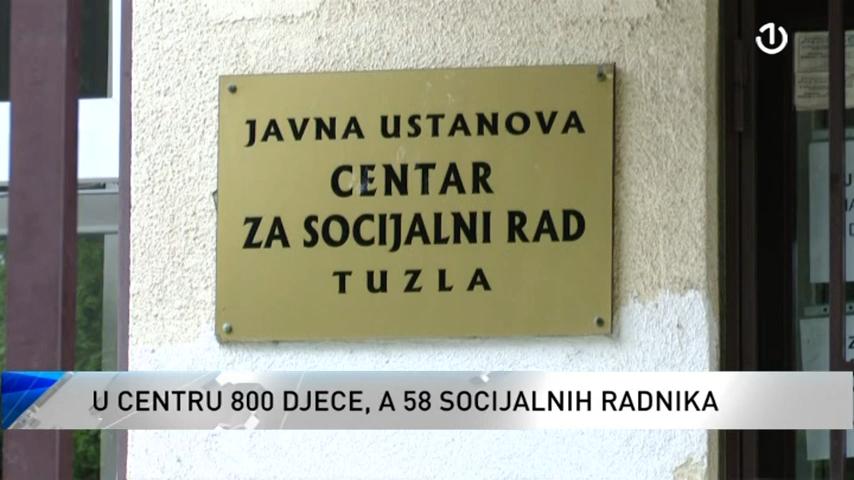 JAVNA USTANOVA
CENTAR
ZA SOCIJALNI RAD
TUZLA
U CENTRU 800 DJECE, A 58 SOCIJALNIH RADNIKA